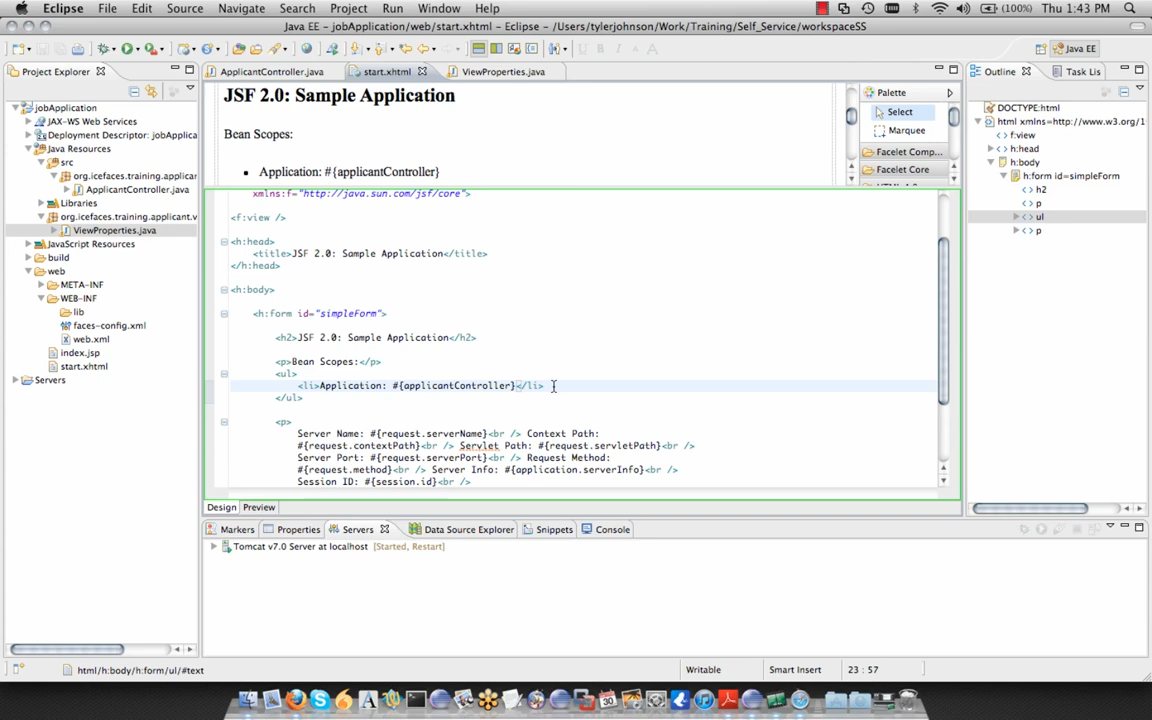 Eclipse File Edit Source Navigate Search Project Run Window Help (100%) Thu 1:43 PM
Java EE - jobApplication/web/start.xhtml - Eclipse - /Users/tylerjohnson/Work/Training/Self_Service/workspaceSS
Java EE
Project Explorer
ApplicantController.java start.xhtml ViewProperties.java
Outline Task Lis
jobApplication
JAX-WS Web Services
Deployment Descriptor: jobApplica
Java Resources
src
org.icefaces.training.applicar
ApplicantController.java
Libraries
org.icefaces.training.applicant.v
ViewProperties.java
JavaScript Resources
build
web
META-INF
WEB-INF
lib
faces-config.xml
web.xml
index.jsp
start.xhtml
Servers
JSF 2.0: Sample Application
Bean Scopes:
Application: #{applicantController}
Palette
Select
Marquee
Facelet Comp...
Facelet Core
xmlns:f="http://java.sun.com/jsf/core">
<f:view />
<h:head>
<title>JSF 2.0: Sample Application</title>
</h:head>
<h:body>
<h:form id="simpleForm">
<h2>JSF 2.0: Sample Application</h2>
<p>Bean Scopes:</p>
<ul>
<li>Application: #{applicantController}</li>
</ul>
<p>
Server Name: #{request.serverName}<br /> Context Path:
#{request.contextPath}<br /> Servlet Path: #{request.servletPath}<br />
Server Port: #{request.serverPort}<br /> Request Method:
#{request.method}<br /> Server Info: #{application.serverInfo}<br />
Session ID: #{session.id}<br />
DOCTYPE:html
html xmlns=http://www.w3.org/1
f:view
h:head
h:body
h:form id=simpleForm
h2
p
ul
p
Design Preview
Markers Properties Servers Data Source Explorer Snippets Console
Tomcat v7.0 Server at localhost [Started, Restart]
html/h:body/h:form/ul/#text
Writable Smart Insert 23 : 57